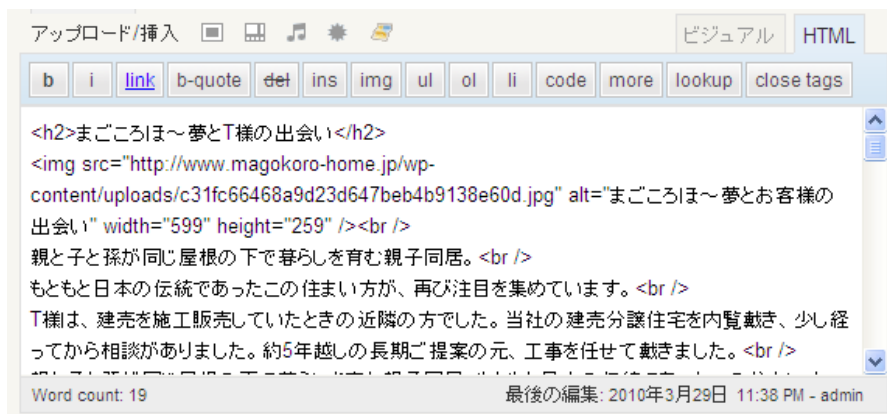 アップロード/挿入
ビジュアル HTML
b i link b-quote del ins img ul ol li code more lookup close tags
<h2>まごころほ～夢とT様の出会い</h2>
<img src="http://www.magokoro-home.jp/wp-
content/uploads/c31fc66468a9d23d647beb4b9138e60d.jpg" alt="まごころほ～夢とお客様の
出会い" width="599" height="259" /><br />
親と子と孫が同じ屋根の下で暮らしを育む親子同居。<br />
もともと日本の伝統であったこの住まい方が、再び注目を集めています。<br />
T様は、建売を施工販売していたときの近隣の方でした。当社の建売分譲住宅を内覧戴き、少し経
ってから相談がありました。約5年越しの長期ご提案の元、工事を任せて戴きました。<br />
Word count: 19
最後の編集: 2010年3月29日 11:38 PM - admin